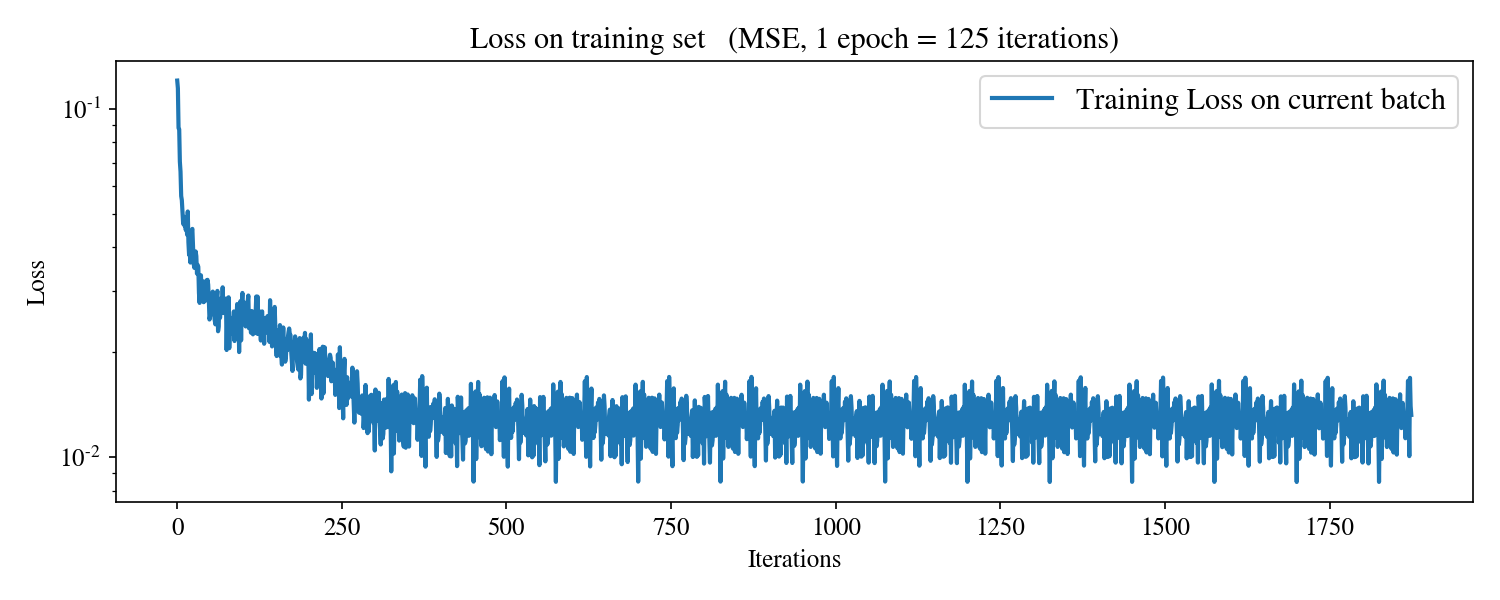 Loss on training set (MSE, 1 epoch = 125 iterations)
Training Loss on current batch
10⁻¹
10⁻²
Loss
0 250 500 750 1000 1250 1500 1750
Iterations